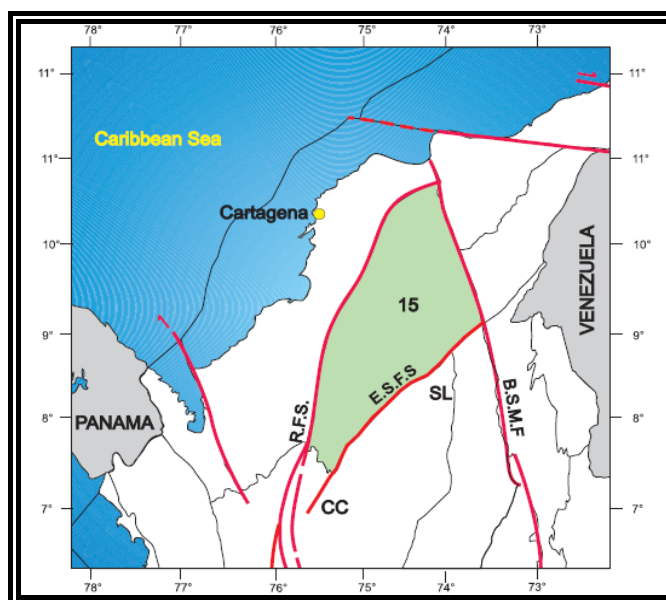 78° 77° 76° 75° 74° 73°
11°
11°
Caribbean Sea
11°
11°
Cartagena
10°
10°
VENEZUELA
15
9°
9°
E.S.F.S
SL
B.S.M.F
R.F.S.
PANAMA
8°
8°
CC
7°
7°
78° 77° 76° 75° 74° 73°